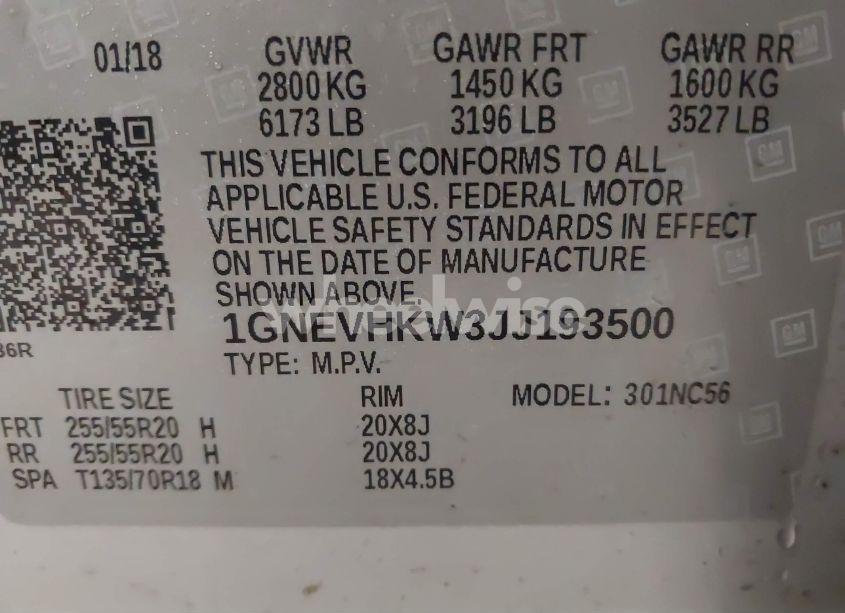 01/18 GVWR GAWR FRT GAWR RR
2800 KG 1450 KG 1600 KG
6173 LB 3196 LB 3527 LB
THIS VEHICLE CONFORMS TO ALL
APPLICABLE U.S. FEDERAL MOTOR
VEHICLE SAFETY STANDARDS IN EFFECT
ON THE DATE OF MANUFACTURE
SHOWN ABOVE.
1GNEVHKW3JJ193500
86R
TYPE: M.P.V.
TIRE SIZE RIM MODEL: 301NC56
FRT 255/55R20 H 20X8J
RR 255/55R20 H 20X8J
SPA T135/70R18 M 18X4.5B